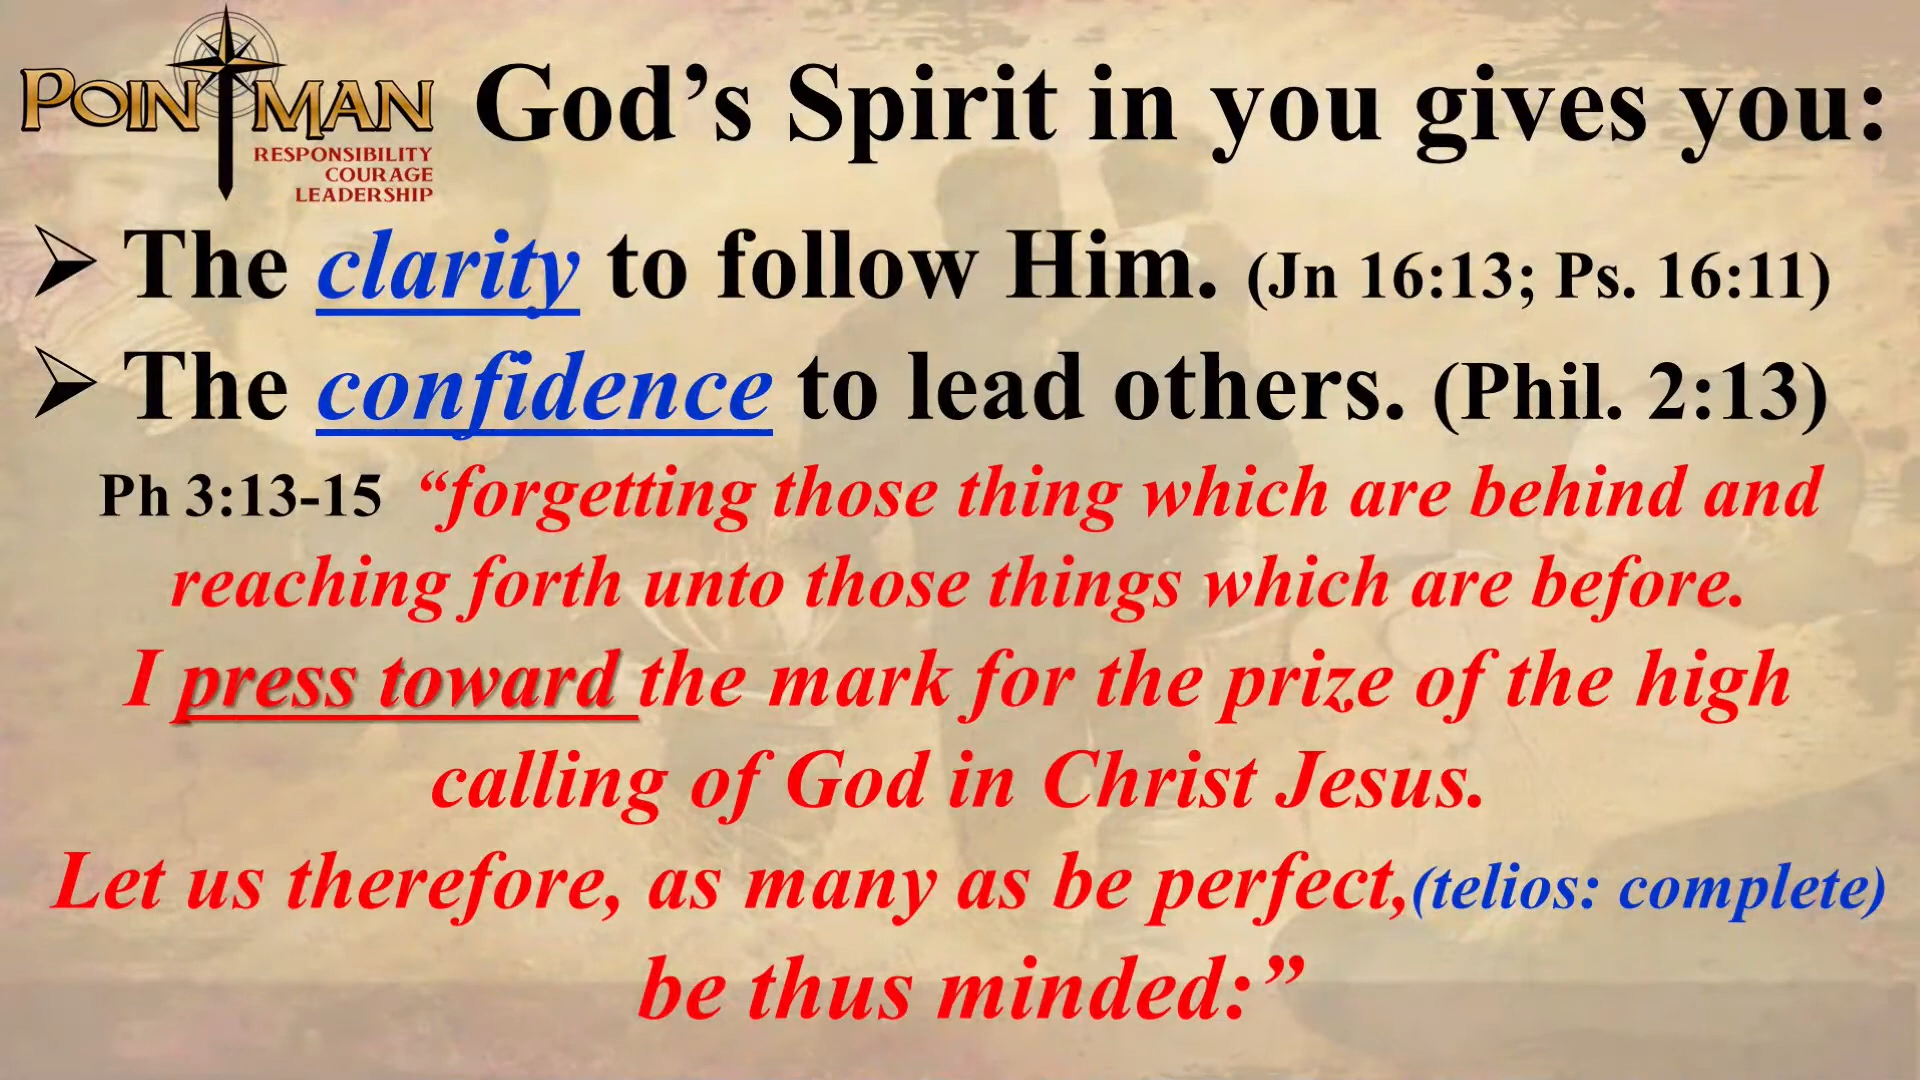 POINTMAN
RESPONSIBILITY
COURAGE
LEADERSHIP
God’s Spirit in you gives you:
➢ The clarity to follow Him. (Jn 16:13; Ps. 16:11)
➢ The confidence to lead others. (Phil. 2:13)
Ph 3:13-15 “forgetting those thing which are behind and
reaching forth unto those things which are before.
I press toward the mark for the prize of the high
calling of God in Christ Jesus.
Let us therefore, as many as be perfect,(telios: complete)
be thus minded:”